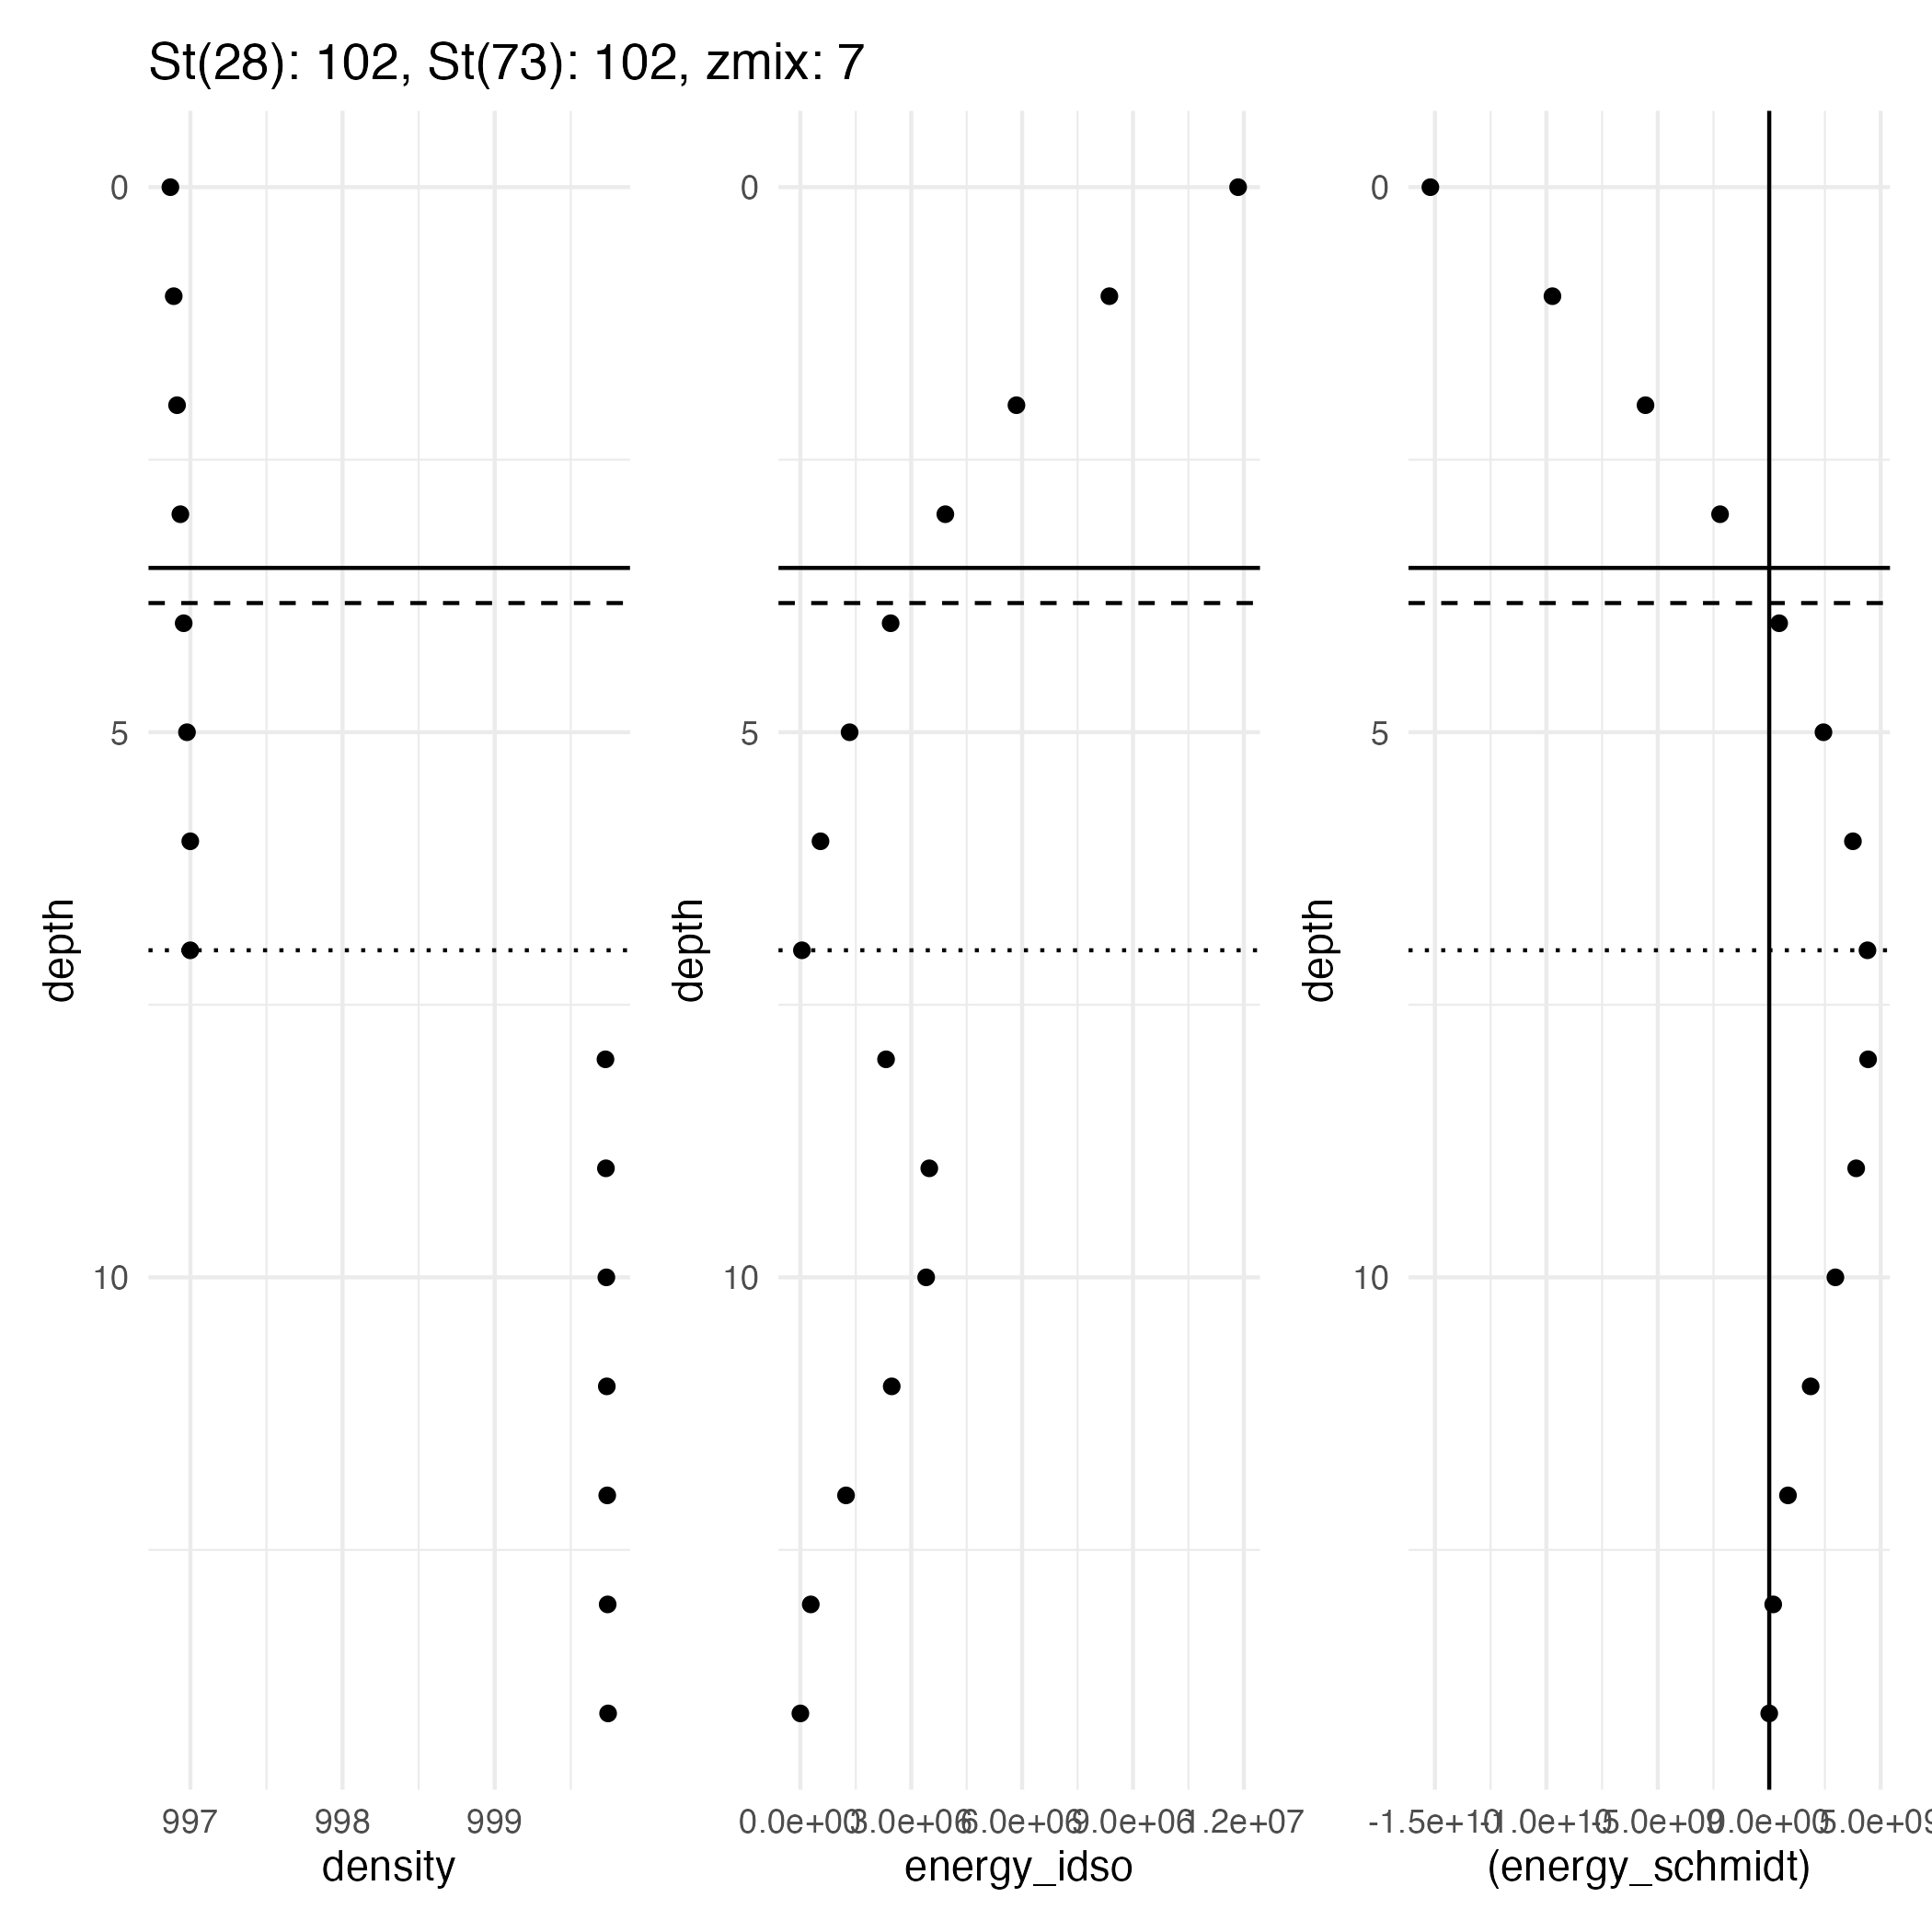 St(28): 102, St(73): 102, zmix: 7
0
5
10
depth
997 998 999
density
0
5
10
depth
0.0e+00 3.0e+06 6.0e+06 9.0e+06 1.2e+07
energy_idso
0
5
10
depth
-1.5e+10 -1.0e+10 -5.0e+09 0.0e+00 5.0e+09
(energy_schmidt)